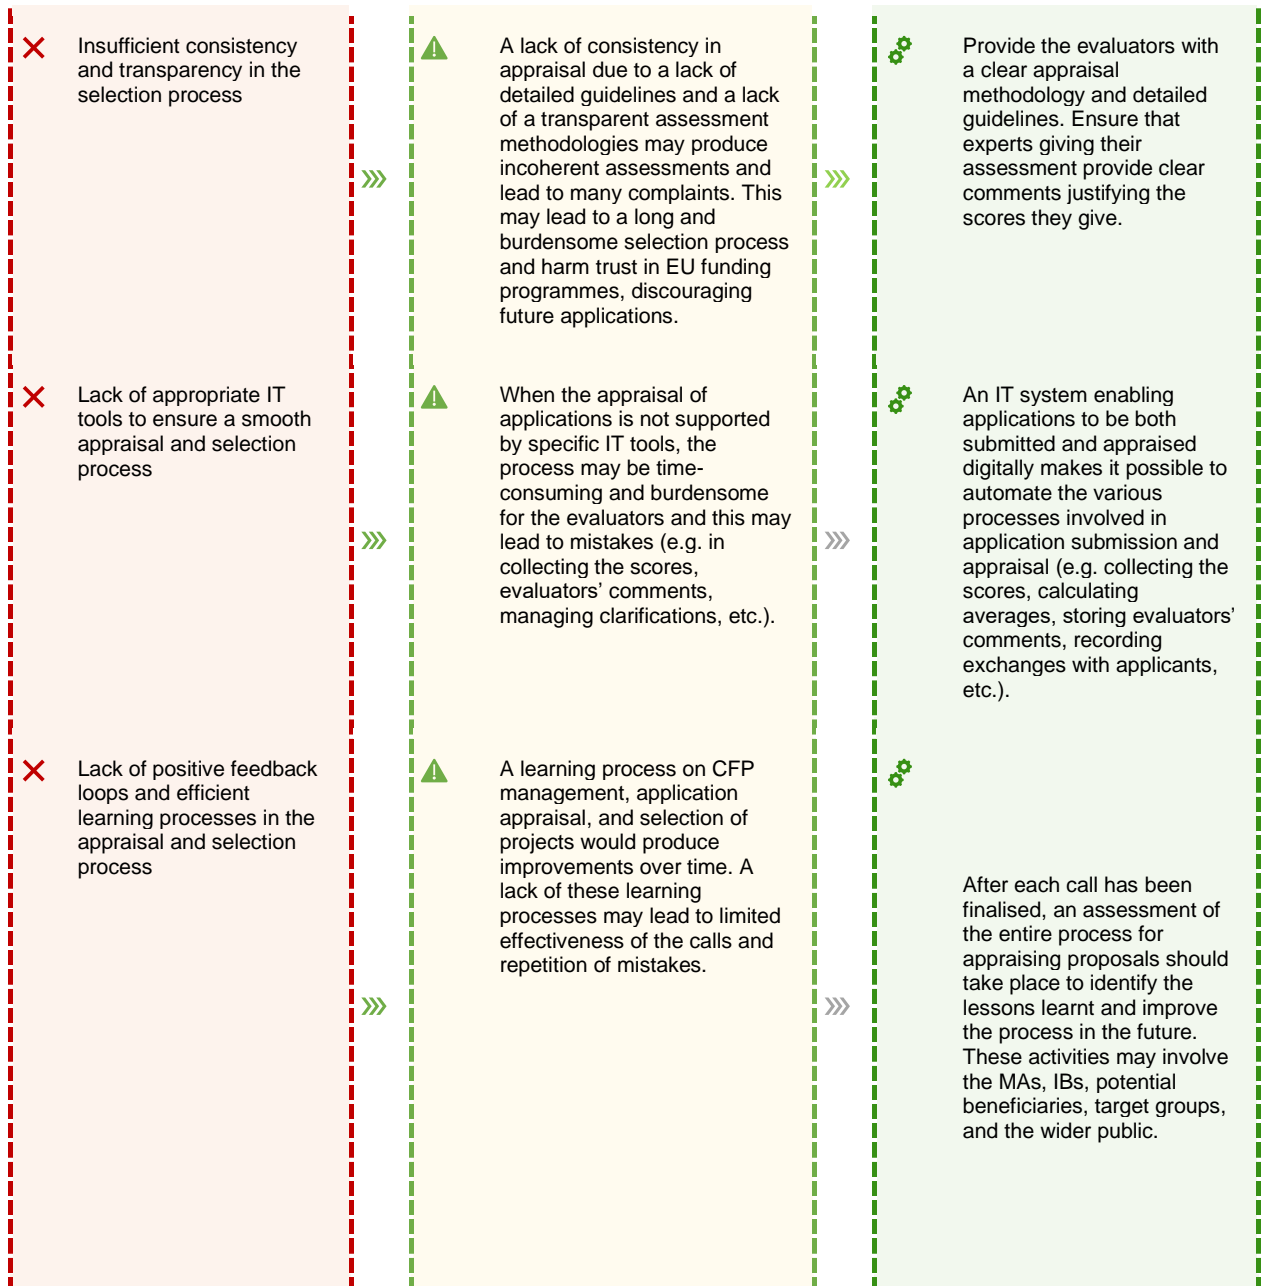 Insufficient consistency
and transparency in the
selection process
A lack of consistency in
appraisal due to a lack of
detailed guidelines and a lack
of a transparent assessment
methodologies may produce
incoherent assessments and
lead to many complaints. This
may lead to a long and
burdensome selection process
and harm trust in EU funding
programmes, discouraging
future applications.
Provide the evaluators with
a clear appraisal
methodology and detailed
guidelines. Ensure that
experts giving their
assessment provide clear
comments justifying the
scores they give.
Lack of appropriate IT
tools to ensure a smooth
appraisal and selection
process
When the appraisal of
applications is not supported
by specific IT tools, the
process may be time-
consuming and burdensome
for the evaluators and this may
lead to mistakes (e.g. in
collecting the scores,
evaluators’ comments,
managing clarifications, etc.).
An IT system enabling
applications to be both
submitted and appraised
digitally makes it possible to
automate the various
processes involved in
application submission and
appraisal (e.g. collecting the
scores, calculating
averages, storing evaluators’
comments, recording
exchanges with applicants,
etc.).
Lack of positive feedback
loops and efficient
learning processes in the
appraisal and selection
process
A learning process on CFP
management, application
appraisal, and selection of
projects would produce
improvements over time. A
lack of these learning
processes may lead to limited
effectiveness of the calls and
repetition of mistakes.
After each call has been
finalised, an assessment of
the entire process for
appraising proposals should
take place to identify the
lessons learnt and improve
the process in the future.
These activities may involve
the MAs, IBs, potential
beneficiaries, target groups,
and the wider public.